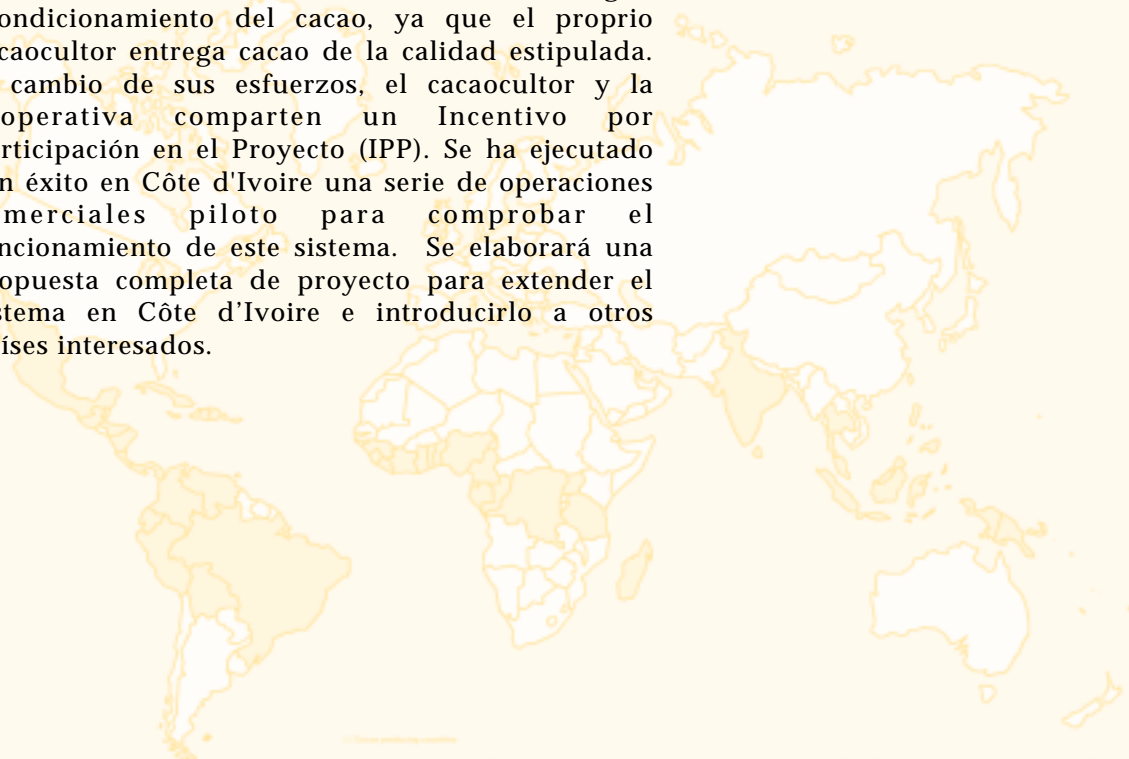 ondicionamiento del cacao, ya que el proprio
caocultor entrega cacao de la calidad estipulada.
cambio de sus esfuerzos, el cacaocultor y la
operativa comparten un Incentivo por
rticipación en el Proyecto (IPP). Se ha ejecutado
n éxito en Côte d'Ivoire una serie de operaciones
merciales piloto para comprobar el
ncionamiento de este sistema. Se elaborará una
opuesta completa de proyecto para extender el
stema en Côte d’Ivoire e introducirlo a otros
íses interesados.